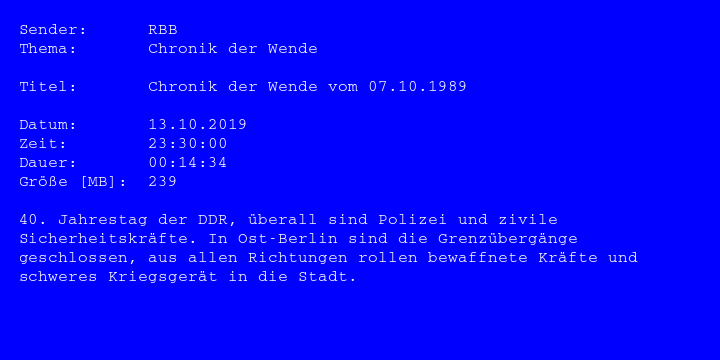 Sender: RBB
Thema: Chronik der Wende
Titel: Chronik der Wende vom 07.10.1989
Datum: 13.10.2019
Zeit: 23:30:00
Dauer: 00:14:34
Größe [MB]: 239
40. Jahrestag der DDR, überall sind Polizei und zivile
Sicherheitskräfte. In Ost-Berlin sind die Grenzübergänge
geschlossen, aus allen Richtungen rollen bewaffnete Kräfte und
schweres Kriegsgerät in die Stadt.